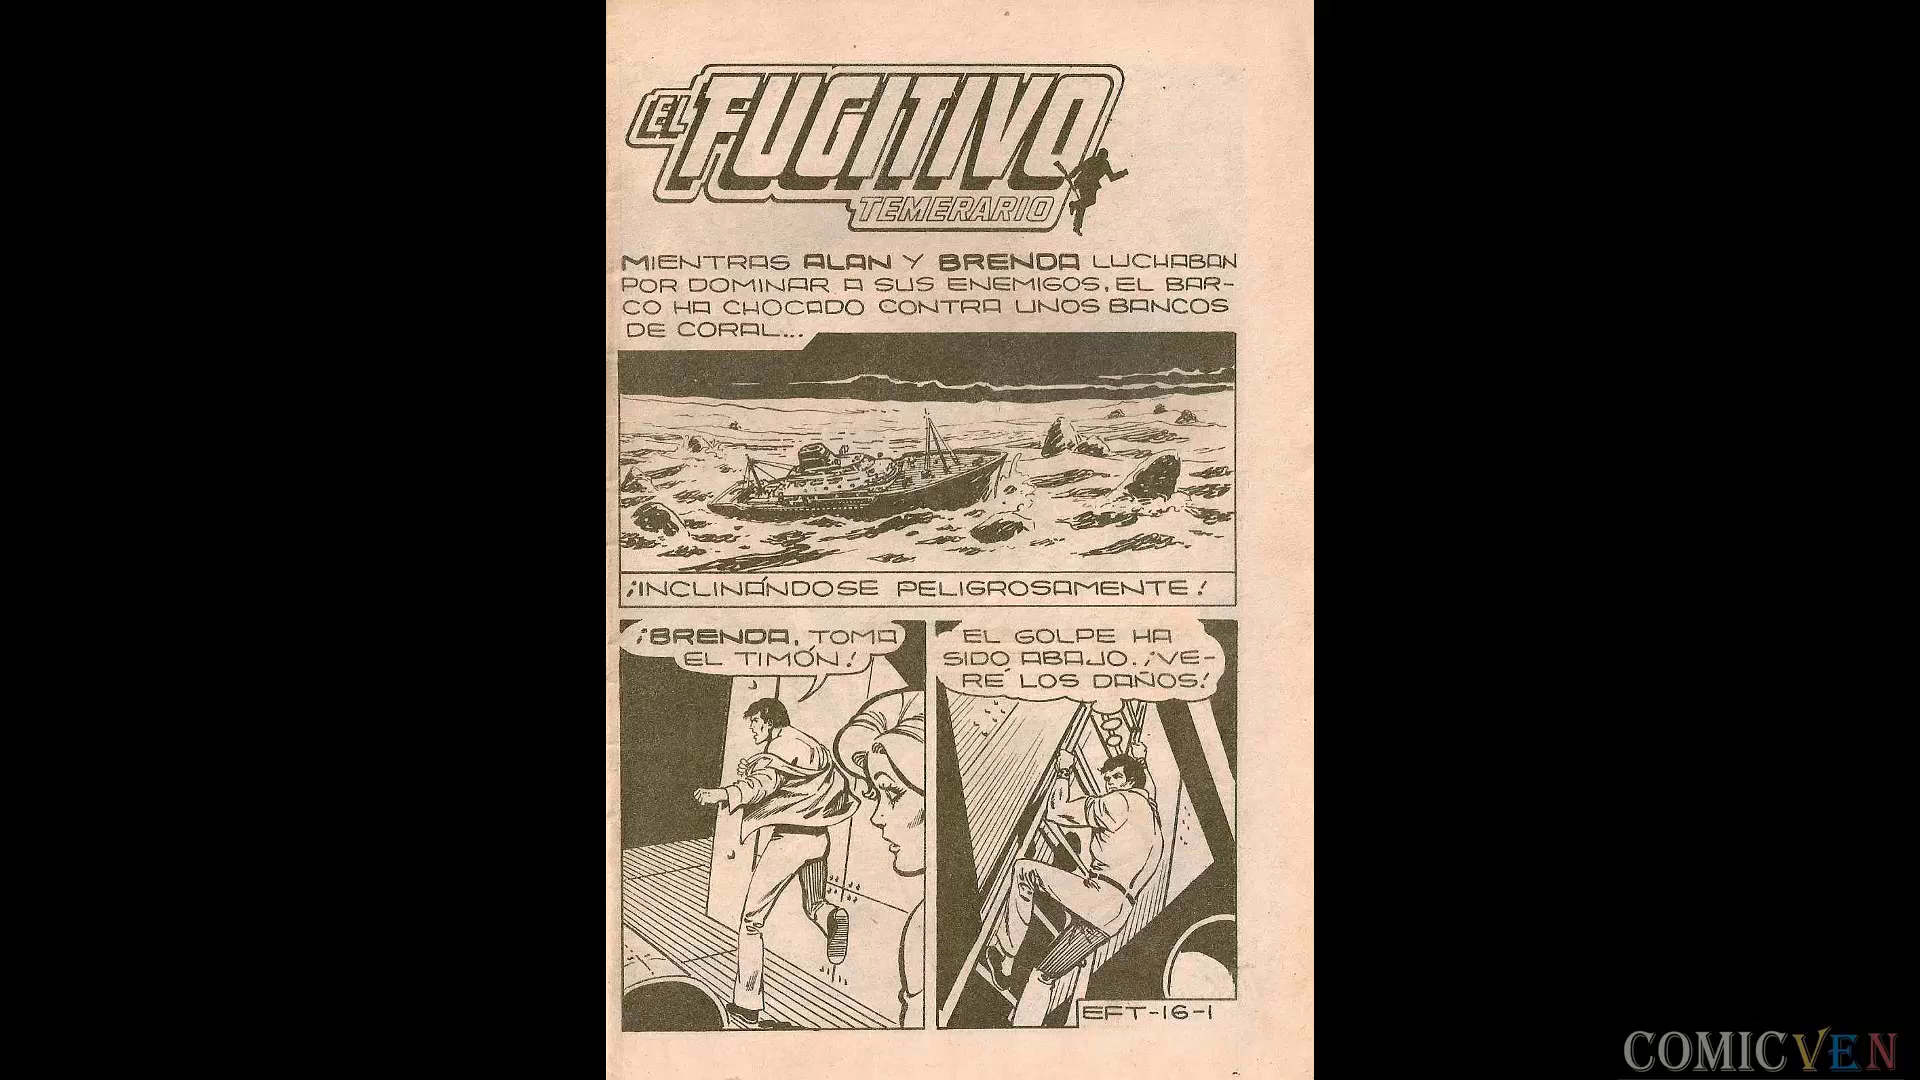 EL FUGITIVO
TEMERARIO
MIENTRAS ALAN Y BRENDA LUCHABAN
POR DOMINAR A SUS ENEMIGOS, EL BAR-
CO HA CHOCADO CONTRA UNOS BANCOS
DE CORAL...
¡INCLINÁNDOSE PELIGROSAMENTE!
¡BRENDA, TOMA
EL TIMÓN!
EL GOLPE HA
SIDO ABAJO. ¡VE-
RÉ LOS DAÑOS!
EFT-16-1
COMICVEN